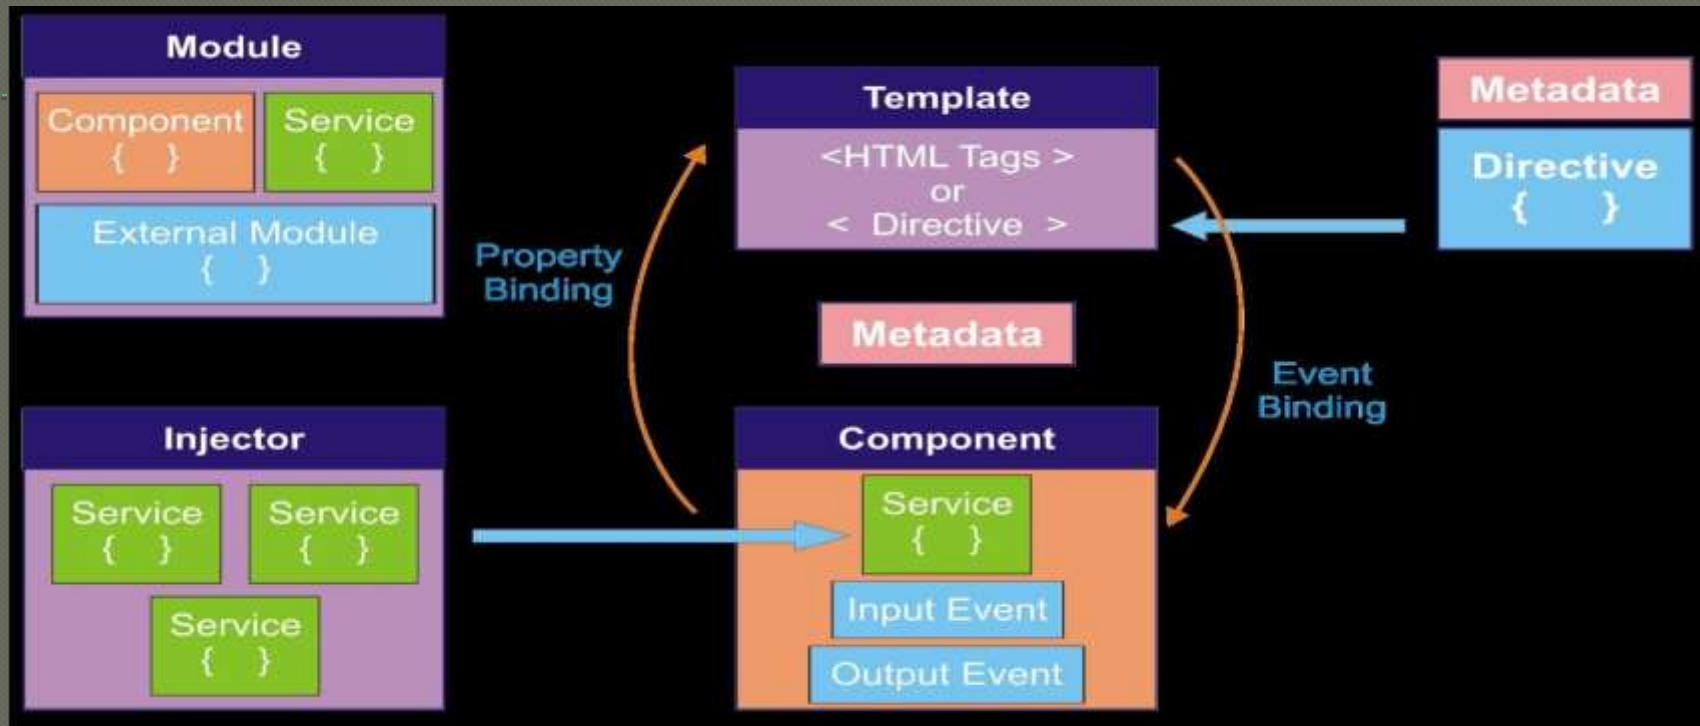 Module
Component
{ }
Service
{ }
External Module
{ }
Property
Binding
Template
<HTML Tags >
or
< Directive >
Metadata
Directive
{ }
Metadata
Event
Binding
Injector
Service
{ }
Service
{ }
Service
{ }
Component
Service
{ }
Input Event
Output Event